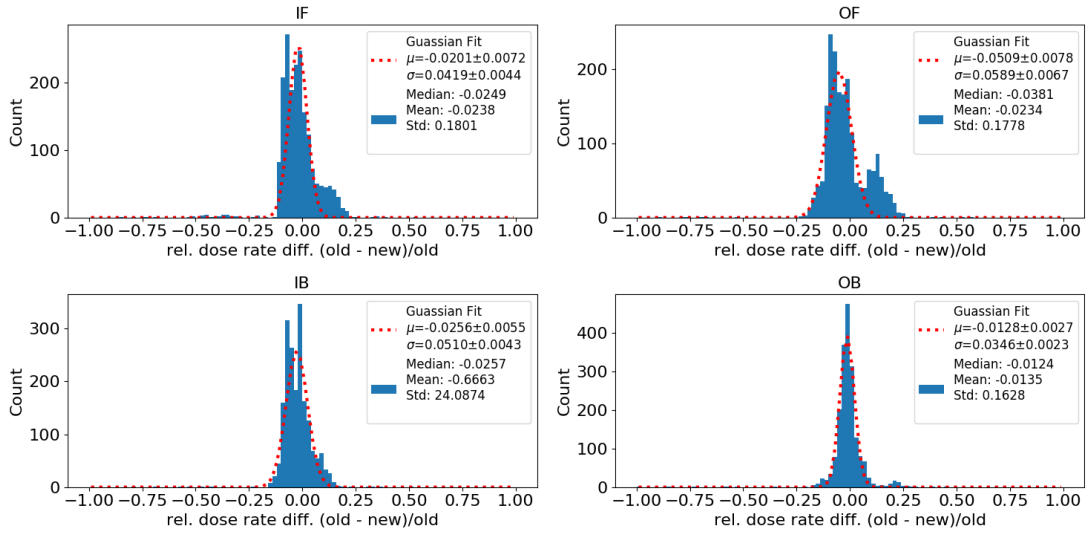 IF
Guassian Fit
μ=-0.0201±0.0072
σ=0.0419±0.0044
Median: -0.0249
Mean: -0.0238
Std: 0.1801
Count
200
100
0
−1.00 −0.75 −0.50 −0.25 0.00 0.25 0.50 0.75 1.00
rel. dose rate diff. (old - new)/old
OF
Guassian Fit
μ=-0.0509±0.0078
σ=0.0589±0.0067
Median: -0.0381
Mean: -0.0234
Std: 0.1778
Count
200
100
0
−1.00 −0.75 −0.50 −0.25 0.00 0.25 0.50 0.75 1.00
rel. dose rate diff. (old - new)/old
IB
Guassian Fit
μ=-0.0256±0.0055
σ=0.0510±0.0043
Median: -0.0257
Mean: -0.6663
Std: 24.0874
Count
300
200
100
0
−1.00 −0.75 −0.50 −0.25 0.00 0.25 0.50 0.75 1.00
rel. dose rate diff. (old - new)/old
OB
Guassian Fit
μ=-0.0128±0.0027
σ=0.0346±0.0023
Median: -0.0124
Mean: -0.0135
Std: 0.1628
Count
400
300
200
100
0
−1.00 −0.75 −0.50 −0.25 0.00 0.25 0.50 0.75 1.00
rel. dose rate diff. (old - new)/old